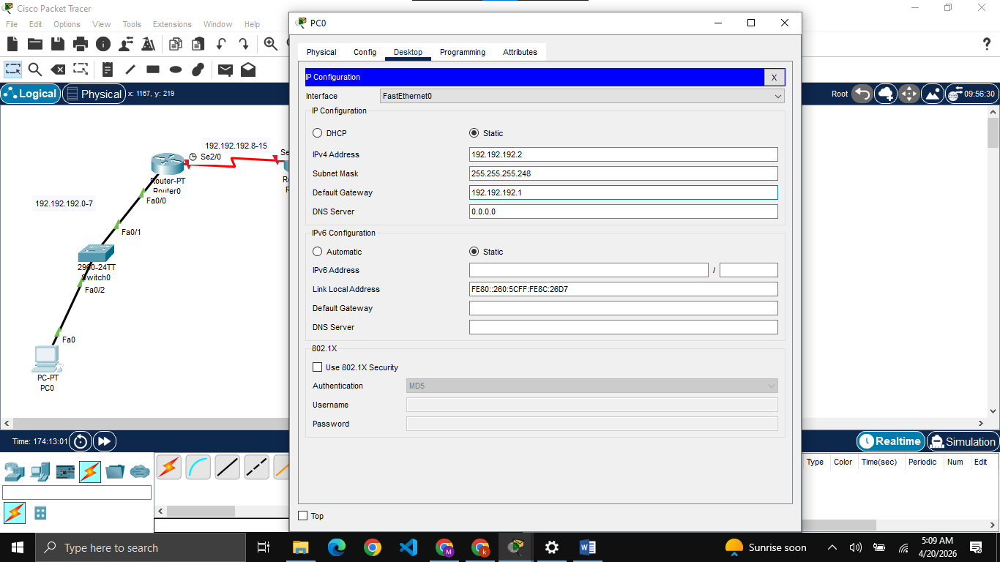 Cisco Packet Tracer
File Edit Options View Tools Extensions Window Help
Logical Physical x: 1167, y: 219
Root 09:56:30
192.192.192.8-15
Se2/0
Se
Router-PT
Router0
Fa0/0
192.192.192.0-7
Fa0/1
2960-24TT
Switch0
Fa0/2
Fa0
PC-PT
PC0
PC0
Physical Config Desktop Programming Attributes
IP Configuration X
Interface FastEthernet0
IP Configuration
DHCP Static
IPv4 Address 192.192.192.2
Subnet Mask 255.255.255.248
Default Gateway 192.192.192.1
DNS Server 0.0.0.0
IPv6 Configuration
Automatic Static
IPv6 Address /
Link Local Address FE80::260:5CFF:FE8C:26D7
Default Gateway
DNS Server
802.1X
Use 802.1X Security
Authentication MD5
Username
Password
Top
Time: 174:13:01
Realtime Simulation
Type Color Time(sec) Periodic Num Edit
Type here to search
Sunrise soon
5:09 AM
4/20/2026